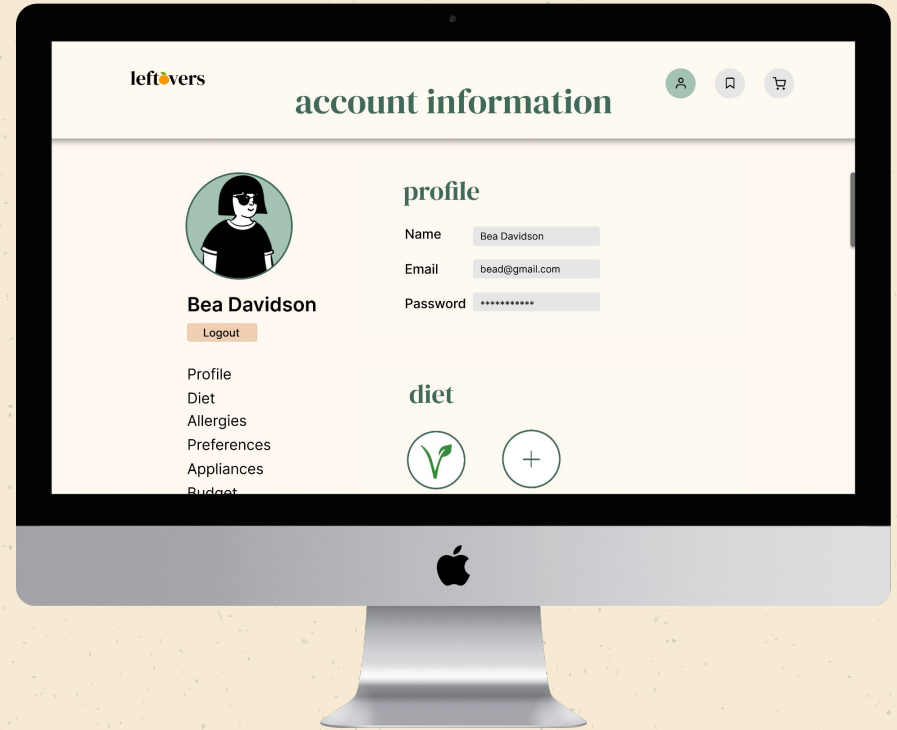 leftovers
account information
profile
Name
Bea Davidson
Email
bead@gmail.com
Password
***********
Bea Davidson
Logout
Profile
Diet
Allergies
Preferences
Appliances
Budget
diet